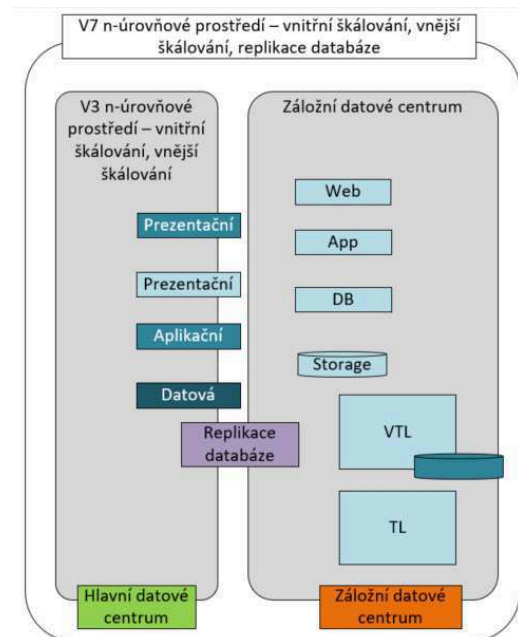 V7 n-úrovňové prostředí – vnitřní škálování, vnější
škálování, replikace databáze
V3 n-úrovňové
prostředí – vnitřní
škálování, vnější
škálování
Prezentační
Prezentační
Aplikační
Datová
Replikace
databáze
Hlavní datové
centrum
Záložní datové centrum
Web
App
DB
Storage
VTL
TL
Záložní datové
centrum